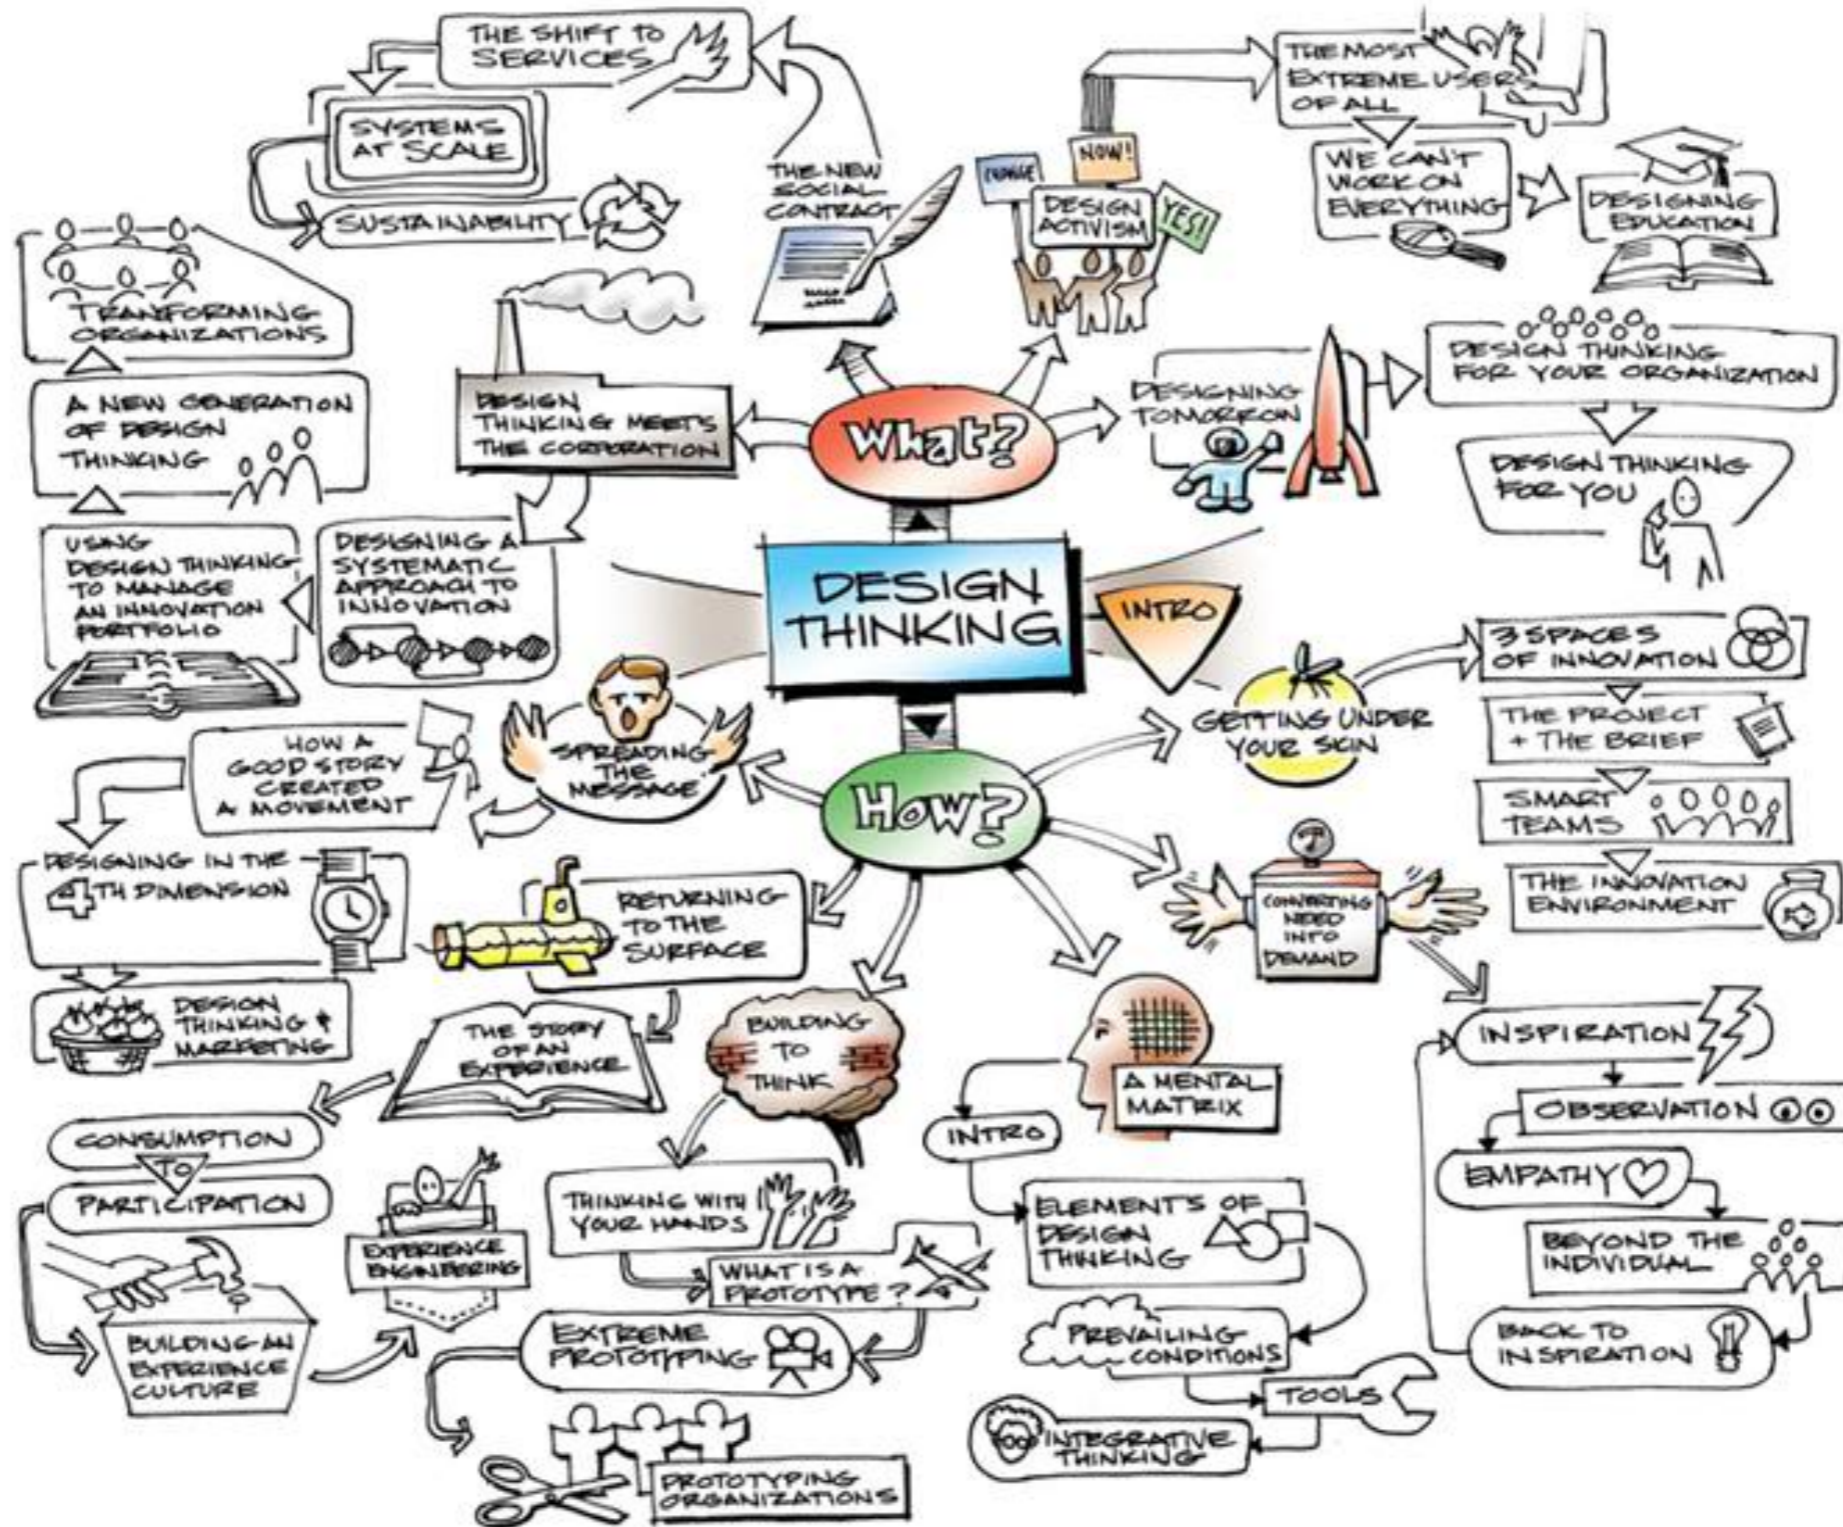 DESIGN
THINKING
INTRO
What?
DESIGN
THINKING MEETS
THE CORPORATION
DESIGNING A
SYSTEMATIC
APPROACH TO
INNOVATION
USING
DESIGN THINKING
TO MANAGE
AN INNOVATION
PORTFOLIO
A NEW GENERATION
OF DESIGN
THINKING
TRANFORMING
ORGANIZATIONS
THE NEW
SOCIAL
CONTRACT
THE SHIFT TO
SERVICES
SYSTEMS
AT SCALE
SUSTAINABILITY
CHANGE
NOW!
YES!
DESIGN
ACTIVISM
THE MOST
EXTREME USERS
OF ALL
WE CAN'T
WORK ON
EVERYTHING
DESIGNING
EDUCATION
DESIGNING
TOMORROW
DESIGN THINKING
FOR YOUR ORGANIZATION
DESIGN THINKING
FOR YOU
How?
GETTING UNDER
YOUR SKIN
3 SPACES
OF INNOVATION
THE PROJECT
+ THE BRIEF
SMART
TEAMS
THE INNOVATION
ENVIRONMENT
CONVERTING
NEED
INTO
DEMAND
INSPIRATION
OBSERVATION
EMPATHY
BEYOND THE
INDIVIDUAL
BACK TO
INSPIRATION
A MENTAL
MATRIX
INTRO
ELEMENTS OF
DESIGN
THINKING
PREVAILING
CONDITIONS
TOOLS
INTEGRATIVE
THINKING
BUILDING
TO
THINK
THINKING WITH
YOUR HANDS
WHAT IS A
PROTOTYPE?
EXTREME
PROTOTYPING
PROTOTYPING
ORGANIZATIONS
RETURNING
TO THE
SURFACE
THE STORY
OF AN
EXPERIENCE
CONSUMPTION
TO
PARTICIPATION
BUILDING AN
EXPERIENCE
CULTURE
EXPERIENCE
ENGINEERING
SPREADING
THE
MESSAGE
HOW A
GOOD STORY
CREATED
A MOVEMENT
DESIGNING IN THE
4TH DIMENSION
DESIGN
THINKING &
MARKETING